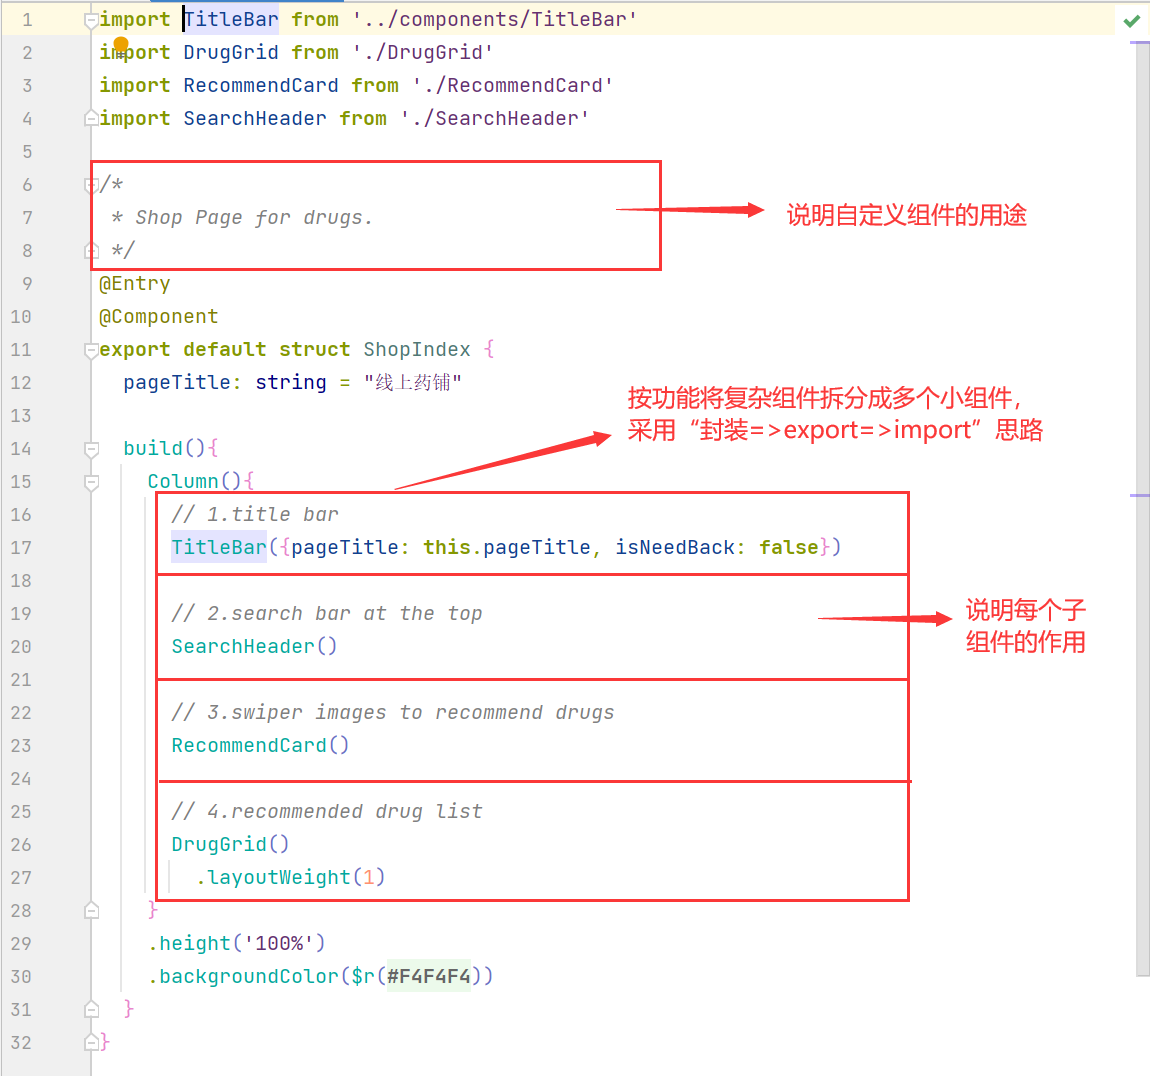 1 import TitleBar from '../components/TitleBar'
2 import DrugGrid from './DrugGrid'
3 import RecommendCard from './RecommendCard'
4 import SearchHeader from './SearchHeader'
5
6 /*
7  * Shop Page for drugs.
说明自定义组件的用途
8  */
9 @Entry
10 @Component
11 export default struct ShopIndex {
12   pageTitle: string = "线上药铺"
13
按功能将复杂组件拆分成多个小组件，
采用“封装=>export=>import”思路
14   build(){
15     Column(){
16       // 1.title bar
17       TitleBar({pageTitle: this.pageTitle, isNeedBack: false})
18
19       // 2.search bar at the top
说明每个子
组件的作用
20       SearchHeader()
21
22       // 3.swiper images to recommend drugs
23       RecommendCard()
24
25       // 4.recommended drug list
26       DrugGrid()
27         .layoutWeight(1)
28     }
29     .height('100%')
30     .backgroundColor($r(#F4F4F4))
31   }
32 }